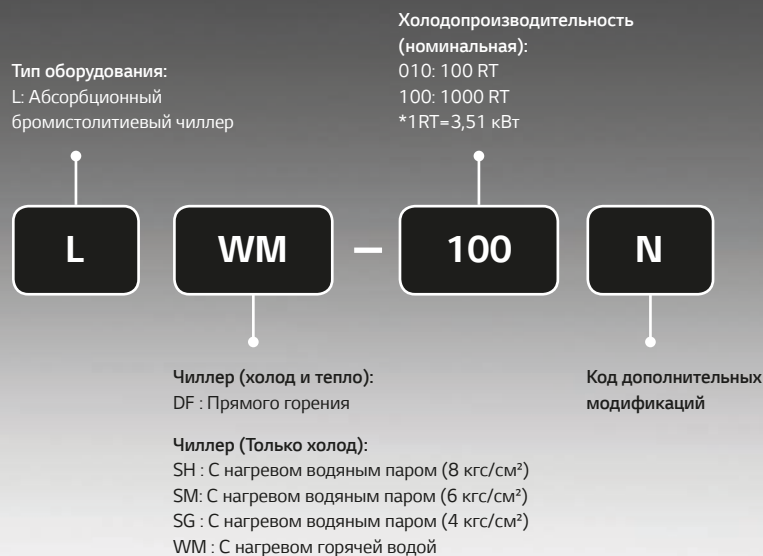 Холодопроизводительность
(номинальная):
010: 100 RT
100: 1000 RT
*1RT=3,51 кВт
Тип оборудования:
L: Абсорбционный
бромистолитиевый чиллер
L WM – 100 N
Чиллер (холод и тепло):
DF : Прямого горения
Чиллер (Только холод):
SH : С нагревом водяным паром (8 кгс/см²)
SM: С нагревом водяным паром (6 кгс/см²)
SG : С нагревом водяным паром (4 кгс/см²)
WM : С нагревом горячей водой
Код дополнительных
модификаций